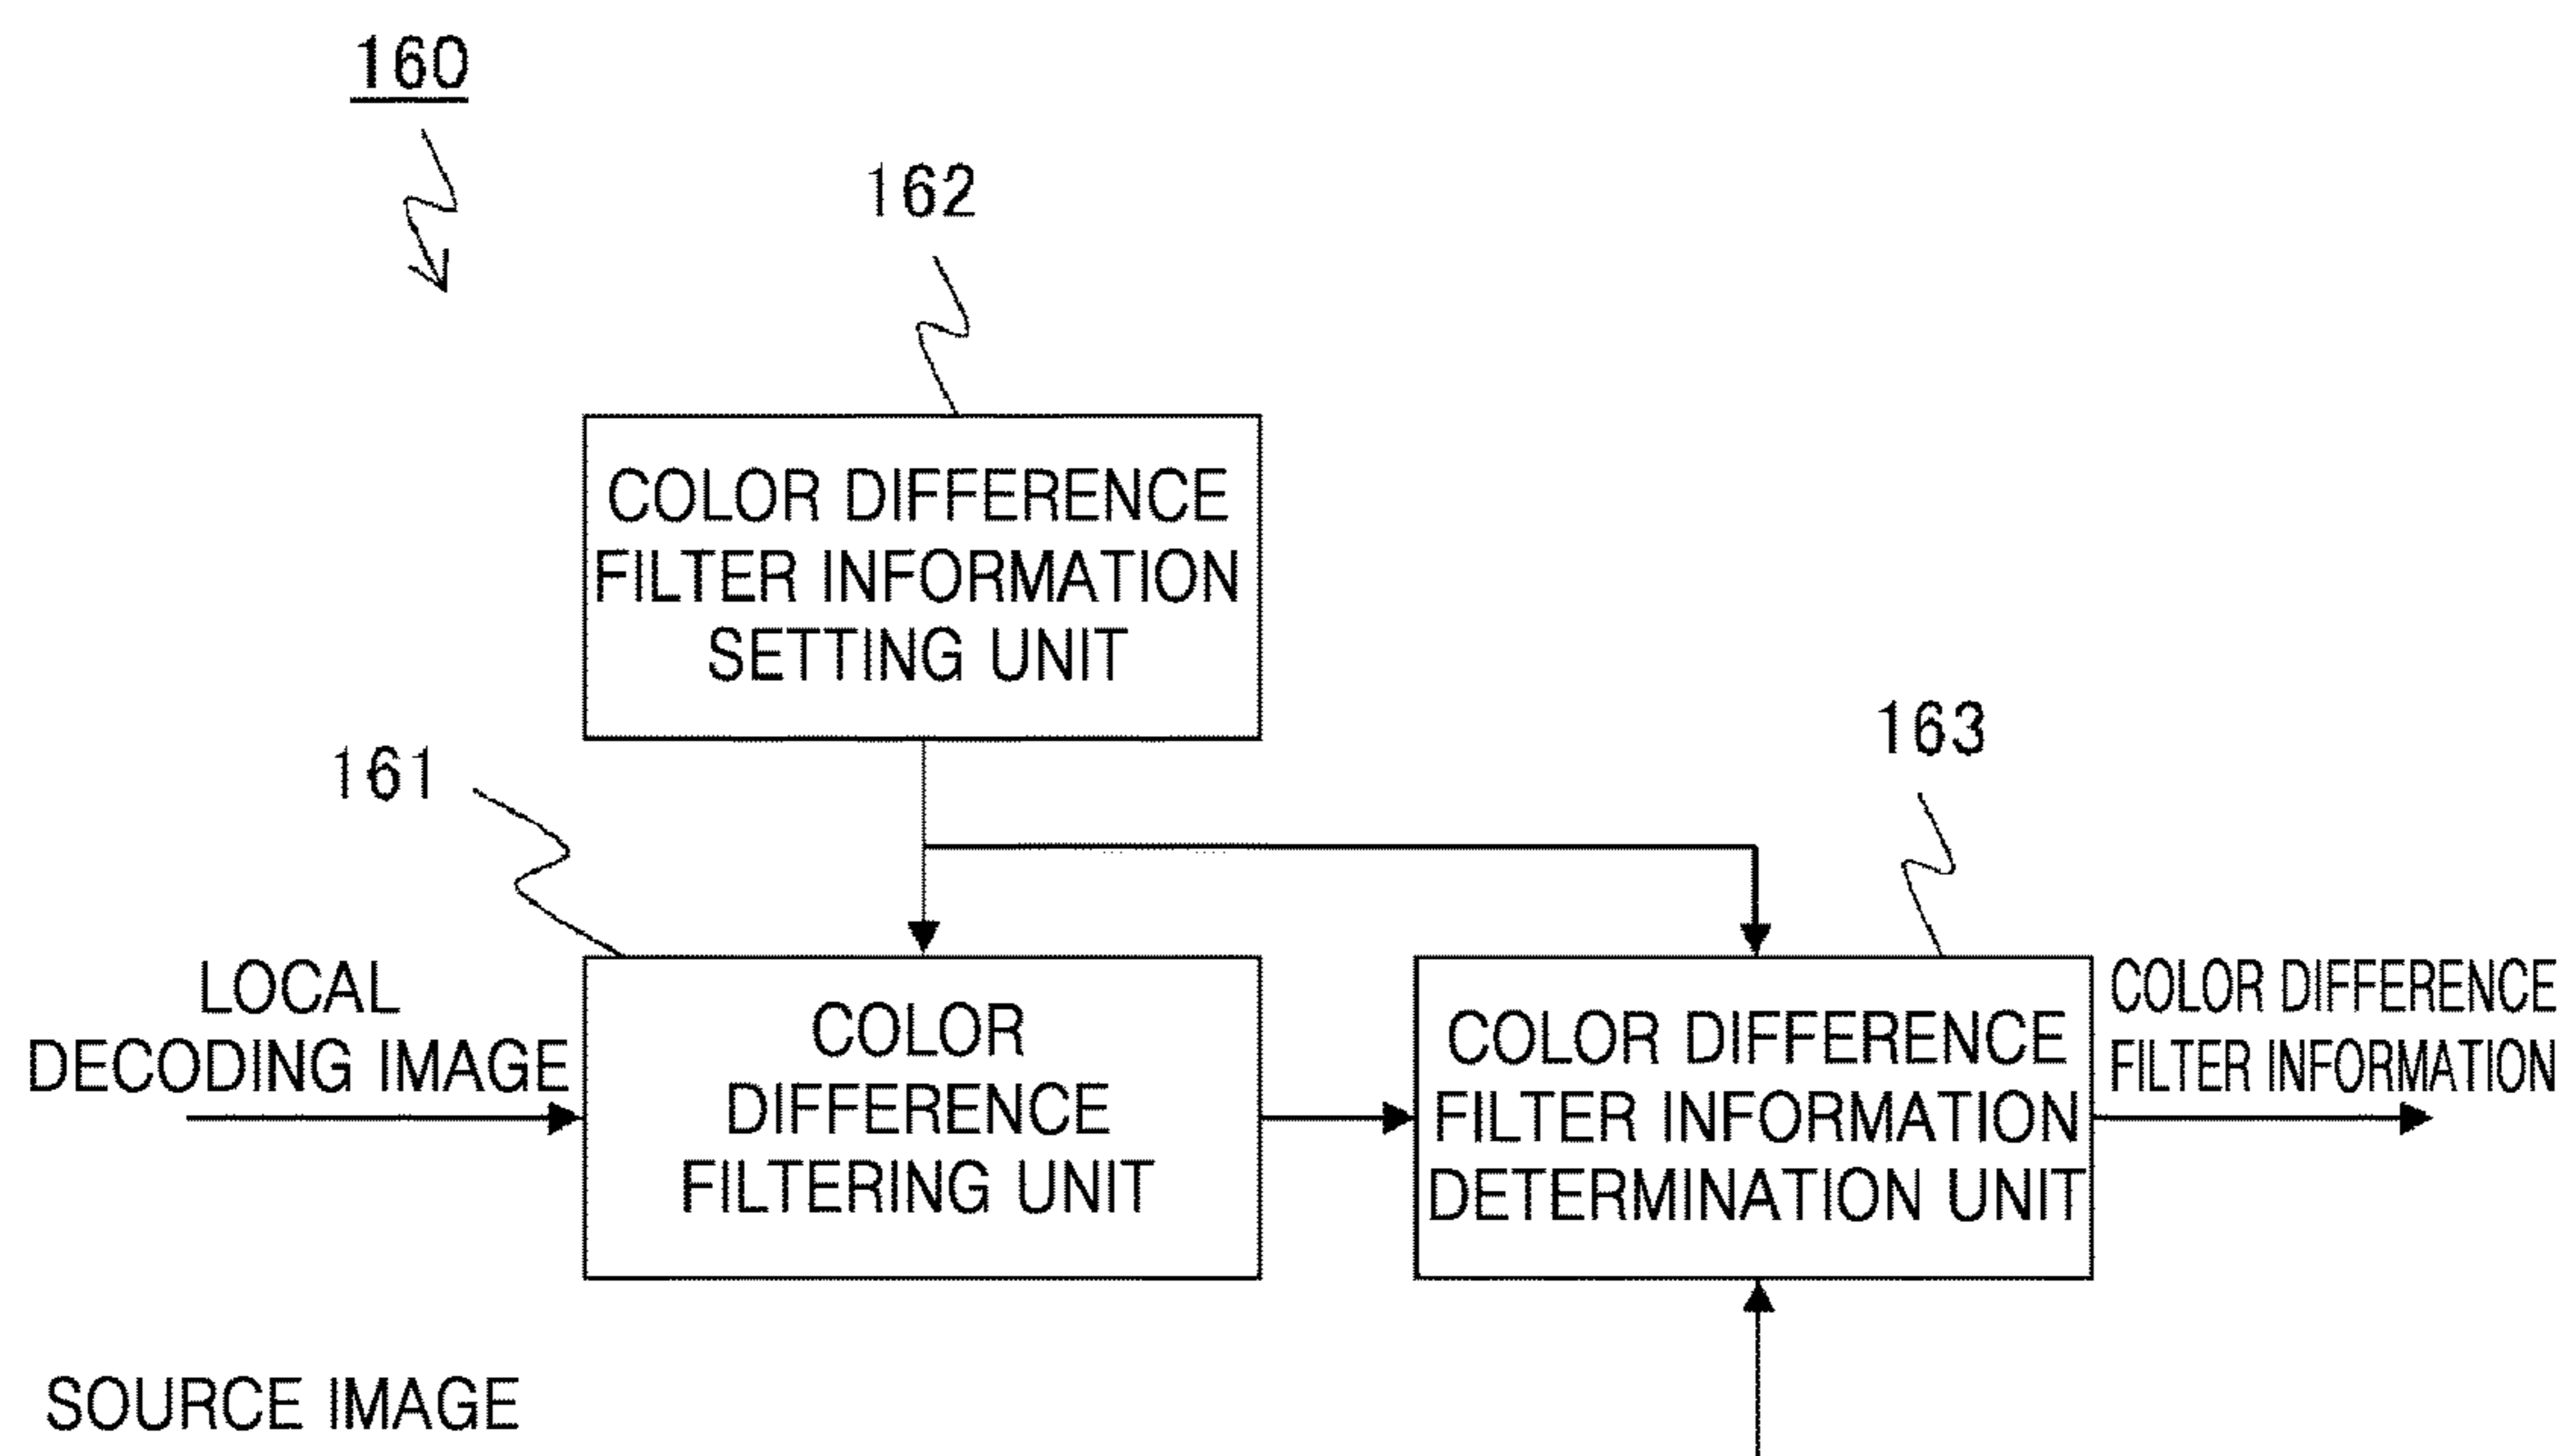 160
162
COLOR DIFFERENCE
FILTER INFORMATION
SETTING UNIT
161
163
LOCAL
DECODING IMAGE
COLOR
DIFFERENCE
FILTERING UNIT
COLOR DIFFERENCE
FILTER INFORMATION
DETERMINATION UNIT
COLOR DIFFERENCE
FILTER INFORMATION
SOURCE IMAGE